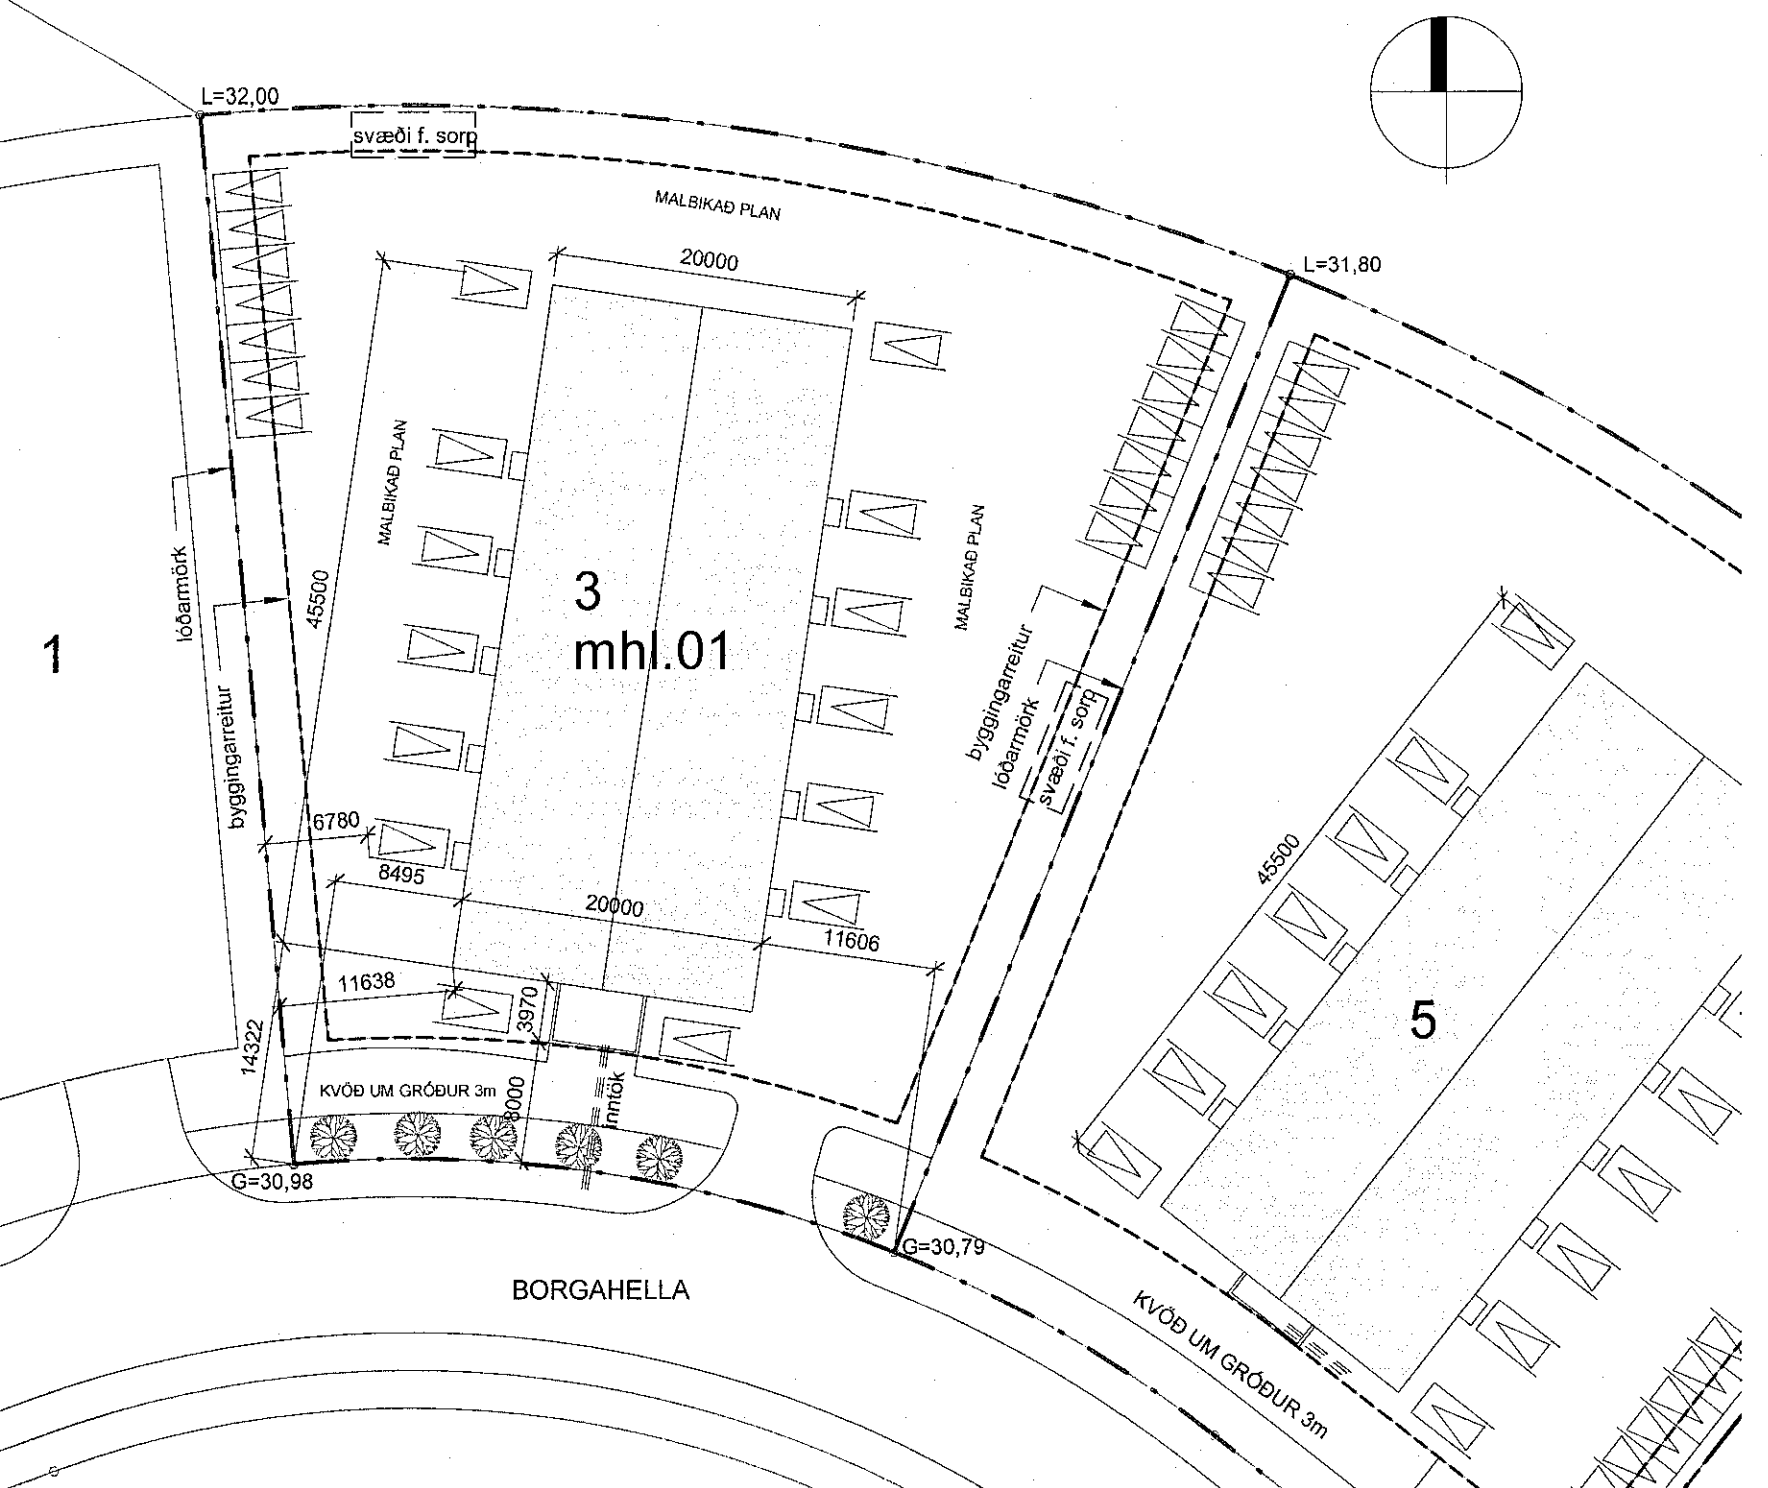 L=32,00
svæði f. sorp
MALBIKAÐ PLAN
20000
L=31,80
MALBIKAÐ PLAN
45500
3
mhl.01
MALBIKAÐ PLAN
lóðarmörk
byggingarreitur
1
byggingarreitur
lóðarmörk
svæði f. sorp
6780
8495
20000
11606
11638
3970
14322
8000
inntök
KVÖÐ UM GRÓÐUR 3m
G=30,98
G=30,79
BORGAHELLA
45500
5
KVÖÐ UM GRÓÐUR 3m